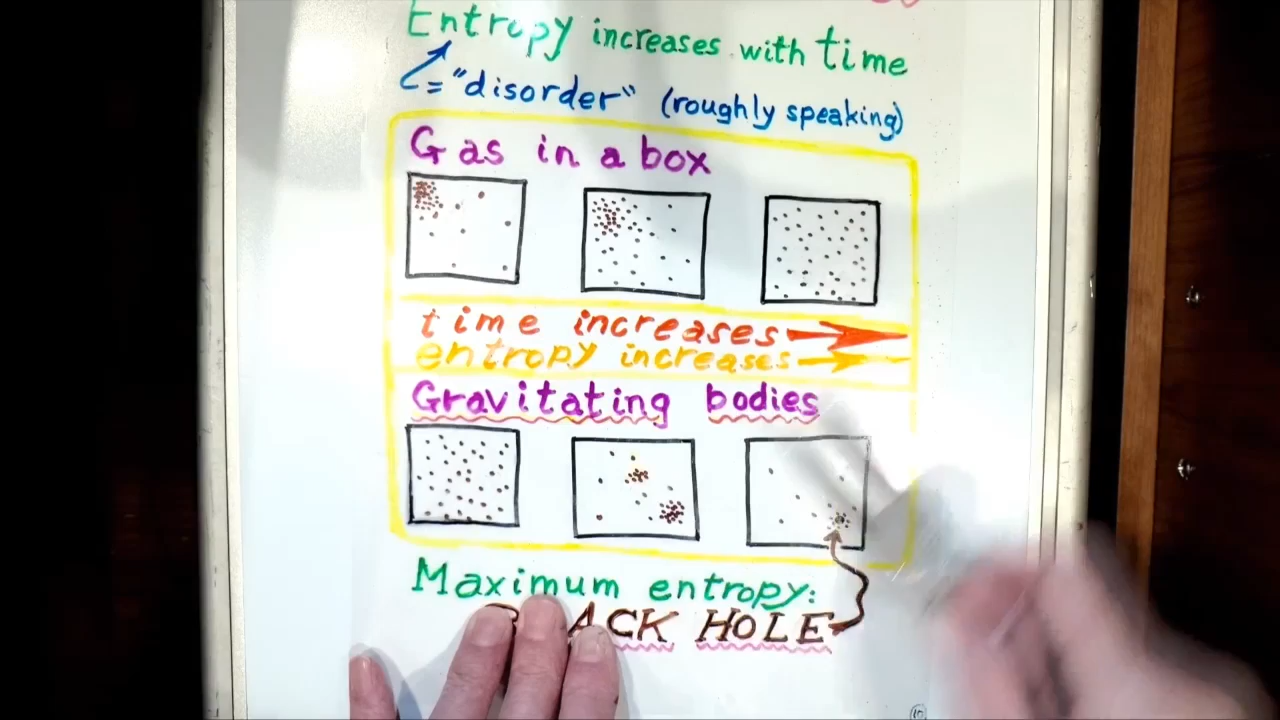 Entropy increases with time
= "disorder" (roughly speaking)
Gas in a box
time increases
entropy increases
Gravitating bodies
Maximum entropy:
HOLE
10